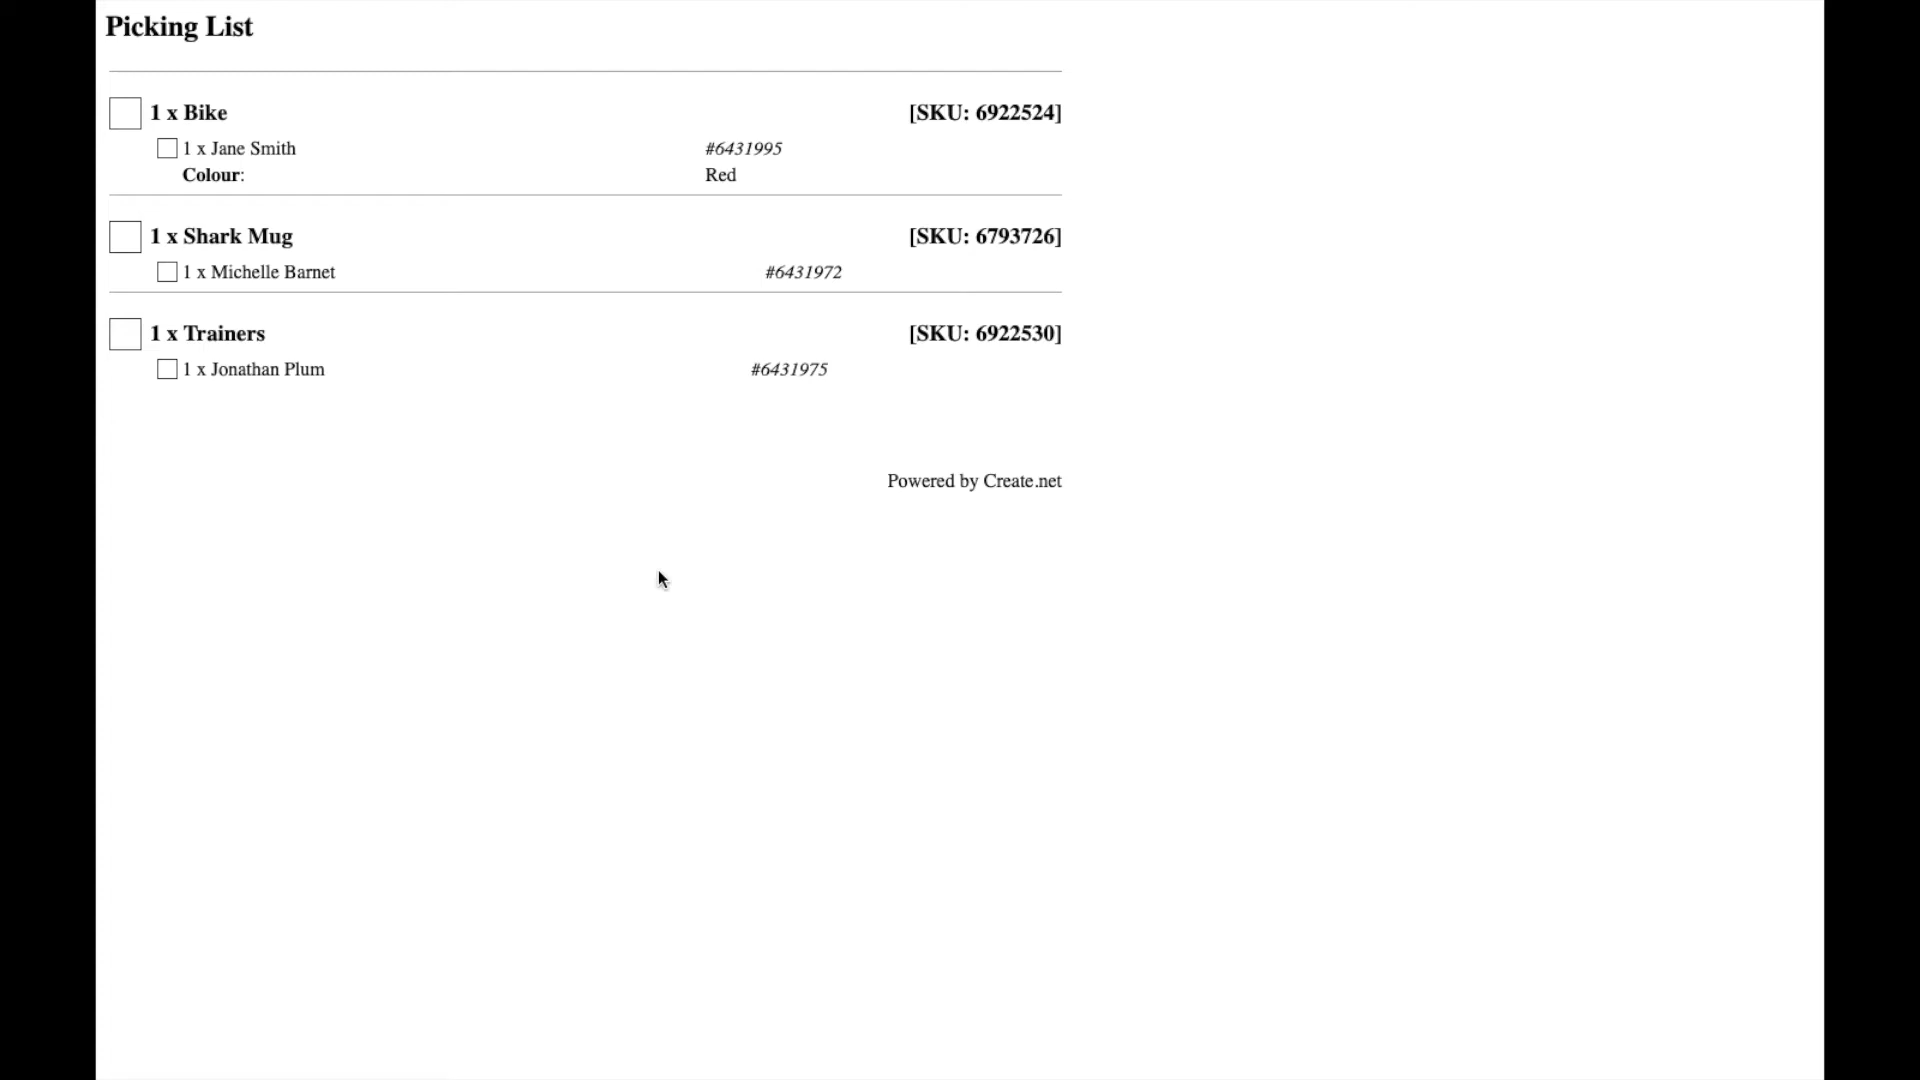 Picking List
1 x Bike [SKU: 6922524]
1 x Jane Smith #6431995
Colour: Red
1 x Shark Mug [SKU: 6793726]
1 x Michelle Barnet #6431972
1 x Trainers [SKU: 6922530]
1 x Jonathan Plum #6431975
Powered by Create.net